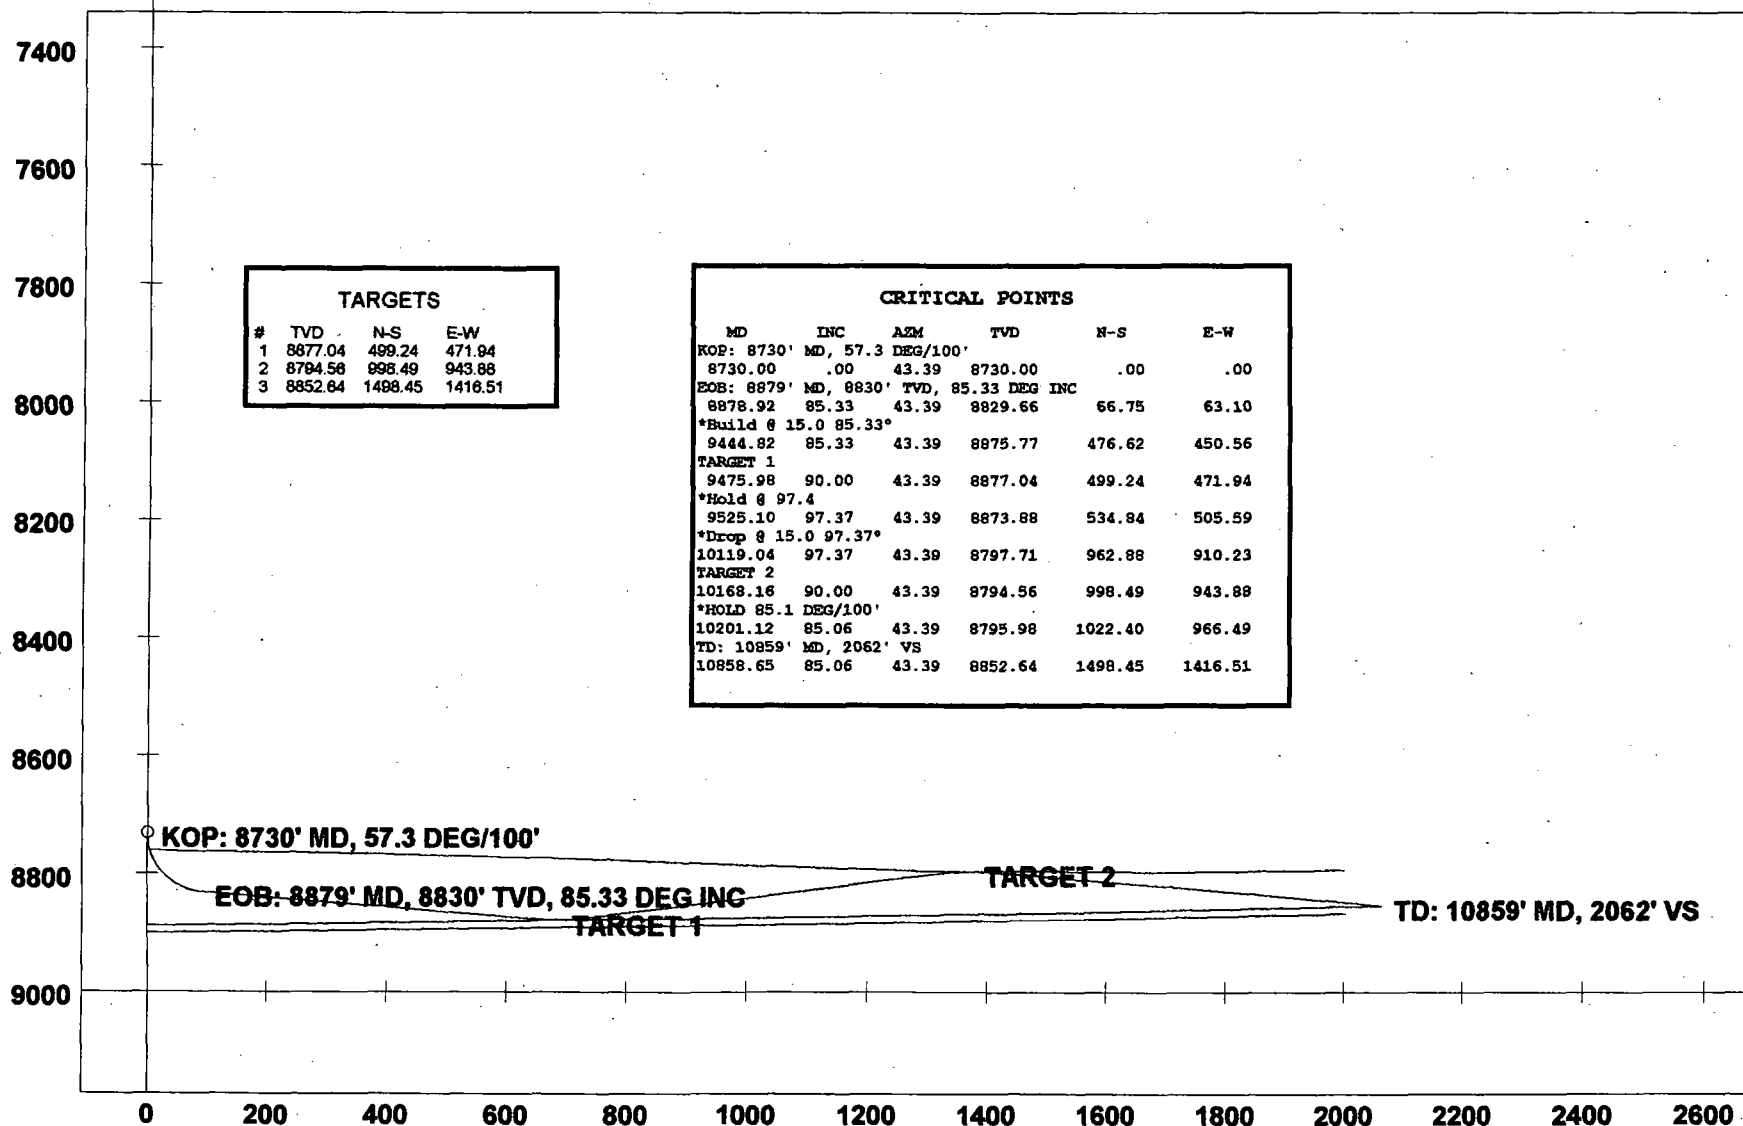 7400
7600
7800
8000
8200
8400
8600
8800
9000
TARGETS
# TVD N-S E-W
1 8877.04 499.24 471.94
2 8794.56 998.49 943.88
3 8852.64 1498.45 1416.51
CRITICAL POINTS
MD INC AZM TVD N-S E-W
KOP: 8730' MD, 57.3 DEG/100'
8730.00 .00 43.39 8730.00 .00 .00
EOB: 8879' MD, 8830' TVD, 85.33 DEG INC
8878.92 85.33 43.39 8829.66 66.75 63.10
*Build @ 15.0 85.33°
9444.82 85.33 43.39 8875.77 476.62 450.56
TARGET 1
9475.98 90.00 43.39 8877.04 499.24 471.94
*Hold @ 97.4
9525.10 97.37 43.39 8873.88 534.84 505.59
*Drop @ 15.0 97.37°
10119.04 97.37 43.39 8797.71 962.88 910.23
TARGET 2
10168.16 90.00 43.39 8794.56 998.49 943.88
*HOLD 85.1 DEG/100'
10201.12 85.06 43.39 8795.98 1022.40 966.49
TD: 10859' MD, 2062' VS
10858.65 85.06 43.39 8852.64 1498.45 1416.51
KOP: 8730' MD, 57.3 DEG/100'
TARGET 2
EOB: 8879' MD, 8830' TVD, 85.33 DEG INC
TD: 10859' MD, 2062' VS
TARGET 1
0 200 400 600 800 1000 1200 1400 1600 1800 2000 2200 2400 2600